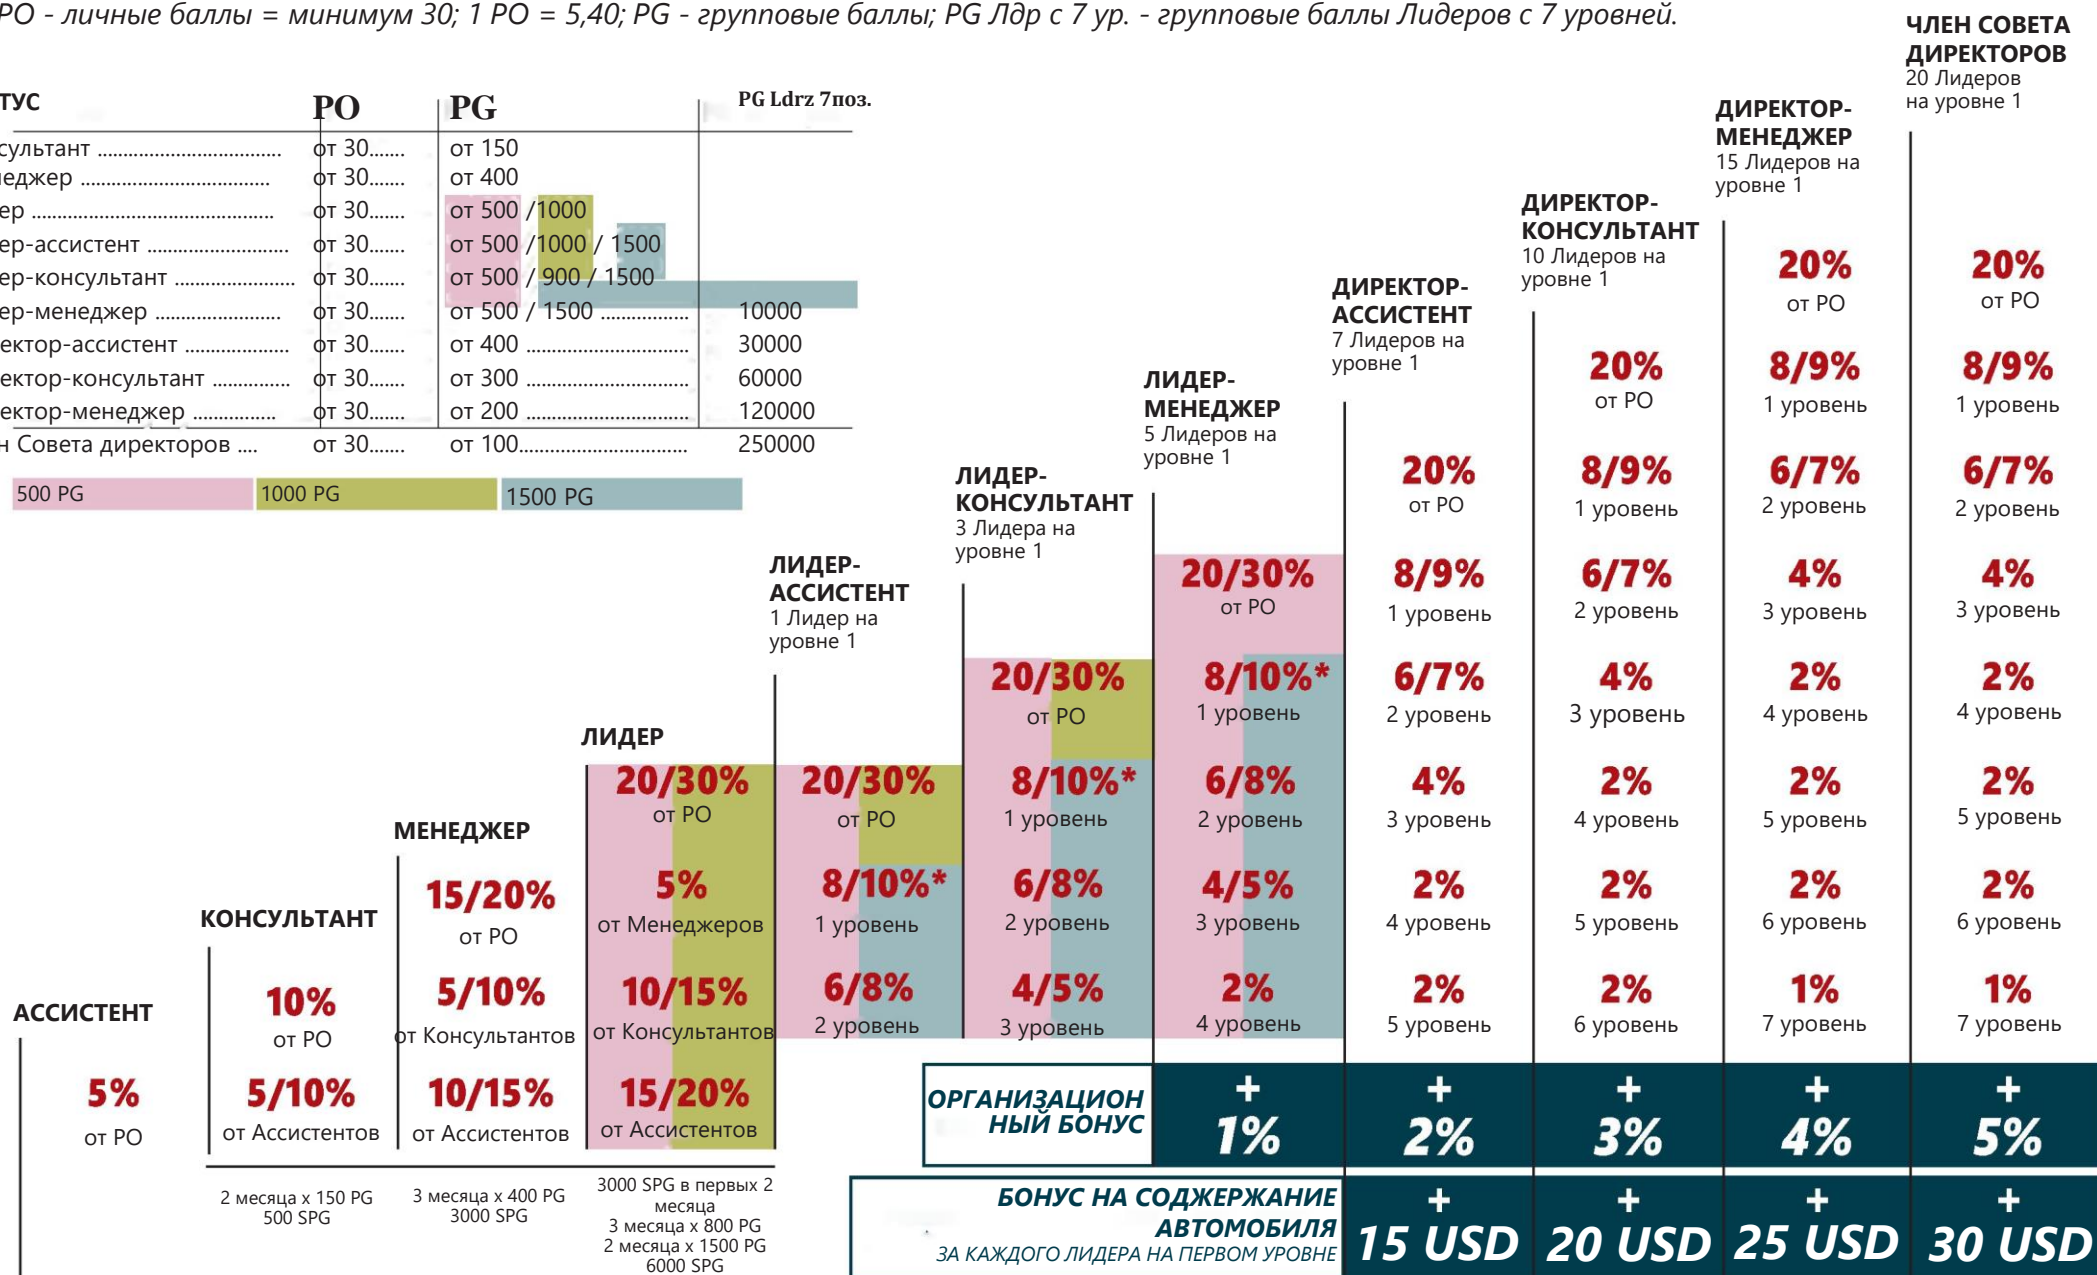 PO - личные баллы = минимум 30; 1 PO = 5,40; PG - групповые баллы; PG Лдр с 7 ур. - групповые баллы Лидеров с 7 уровней.
ТУС PO PG PG Ldrz 7поз.
сультант ................................... от 30....... от 150
неджер .................................... от 30....... от 400
ер .............................................. от 30....... от 500 /1000
ер-ассистент ........................... от 30....... от 500 /1000 / 1500
ер-консультант ....................... от 30....... от 500 / 900 / 1500
ер-менеджер ........................ от 30....... от 500 / 1500 ................. 10000
ектор-ассистент .................... от 30....... от 400 ............................... 30000
ектор-консультант ............... от 30....... от 300 ............................... 60000
ектор-менеджер ................ от 30....... от 200 ............................... 120000
н Совета директоров .... от 30....... от 100................................ 250000
500 PG 1000 PG 1500 PG
АССИСТЕНТ
5%
от PO
КОНСУЛЬТАНТ
10%
от PO
5/10%
от Ассистентов
2 месяца x 150 PG
500 SPG
МЕНЕДЖЕР
15/20%
от PO
5/10%
от Консультантов
10/15%
от Ассистентов
3 месяца x 400 PG
3000 SPG
ЛИДЕР
20/30%
от PO
5%
от Менеджеров
10/15%
от Консультантов
15/20%
от Ассистентов
3000 SPG в первых 2
месяца
3 месяца x 800 PG
2 месяца x 1500 PG
6000 SPG
ЛИДЕР-
АССИСТЕНТ
1 Лидер на
уровне 1
20/30%
от PO
8/10%*
1 уровень
6/8%
2 уровень
ЛИДЕР-
КОНСУЛЬТАНТ
3 Лидера на
уровне 1
20/30%
от PO
8/10%*
1 уровень
6/8%
2 уровень
4/5%
3 уровень
ЛИДЕР-
МЕНЕДЖЕР
5 Лидеров на
уровне 1
20/30%
от PO
8/10%*
1 уровень
6/8%
2 уровень
4/5%
3 уровень
2%
4 уровень
ДИРЕКТОР-
АССИСТЕНТ
7 Лидеров на
уровне 1
20%
от PO
8/9%
1 уровень
6/7%
2 уровень
4%
3 уровень
2%
4 уровень
2%
5 уровень
ДИРЕКТОР-
КОНСУЛЬТАНТ
10 Лидеров на
уровне 1
20%
от PO
8/9%
1 уровень
6/7%
2 уровень
4%
3 уровень
2%
4 уровень
2%
5 уровень
2%
6 уровень
ДИРЕКТОР-
МЕНЕДЖЕР
15 Лидеров на
уровне 1
20%
от PO
8/9%
1 уровень
6/7%
2 уровень
4%
3 уровень
2%
4 уровень
2%
5 уровень
2%
6 уровень
1%
7 уровень
ЧЛЕН СОВЕТА
ДИРЕКТОРОВ
20 Лидеров
на уровне 1
20%
от PO
8/9%
1 уровень
6/7%
2 уровень
4%
3 уровень
2%
4 уровень
2%
5 уровень
2%
6 уровень
1%
7 уровень
ОРГАНИЗАЦИОН
НЫЙ БОНУС
+ + + + +
1% 2% 3% 4% 5%
БОНУС НА СОДЖЕРЖАНИЕ
АВТОМОБИЛЯ
ЗА КАЖДОГО ЛИДЕРА НА ПЕРВОМ УРОВНЕ
+ + + +
15 USD 20 USD 25 USD 30 USD